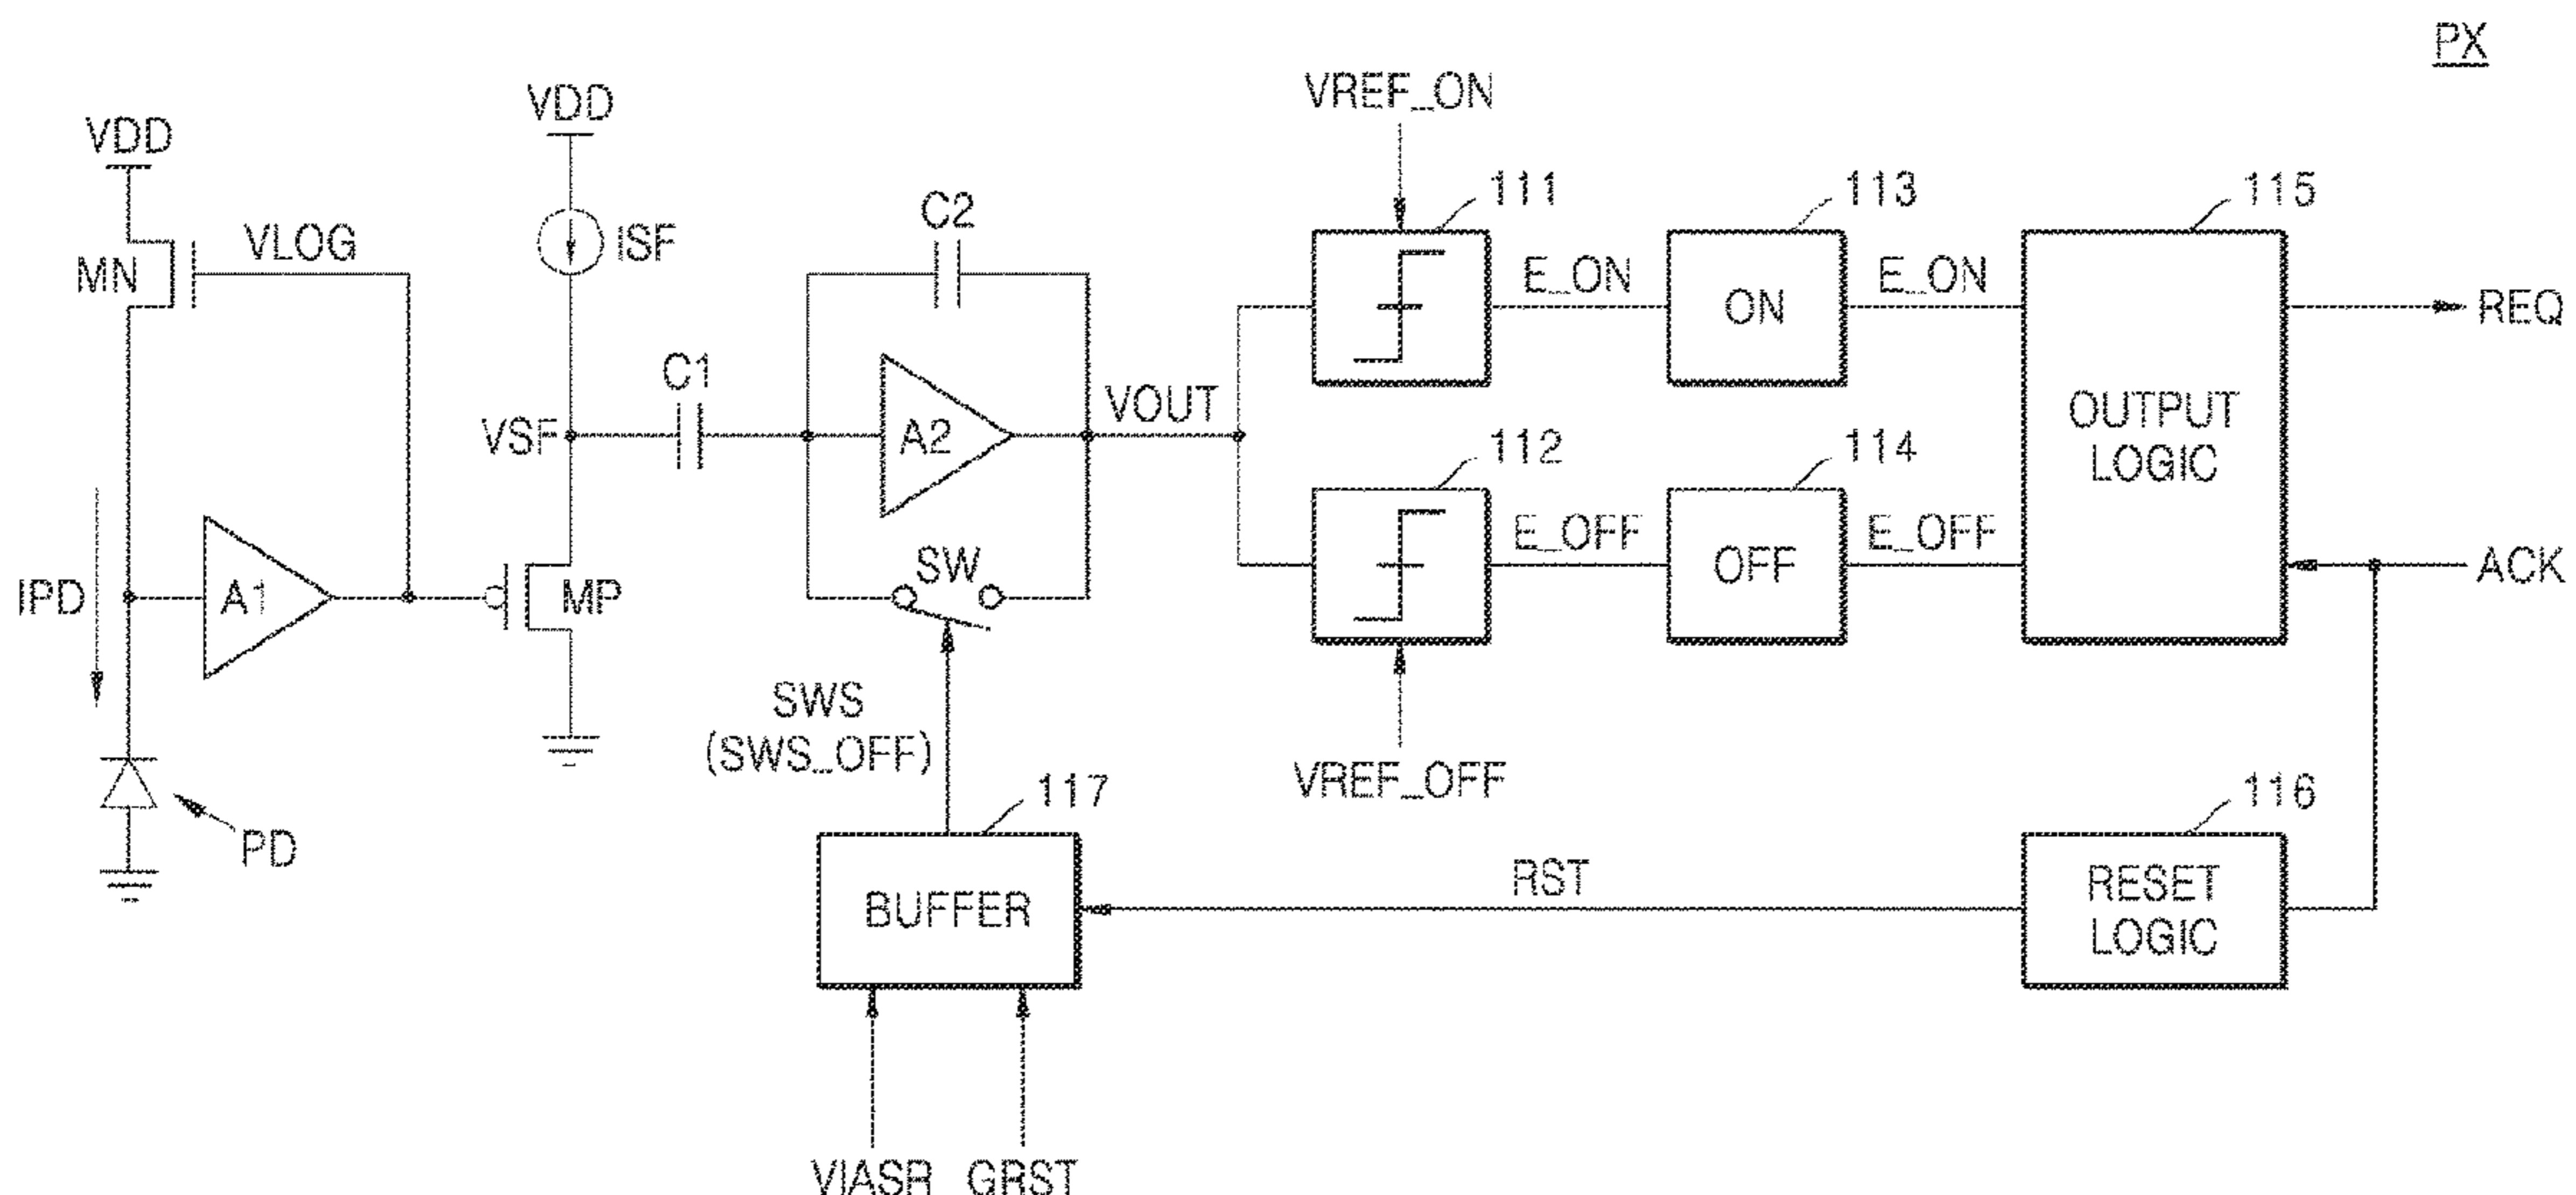 PX
VREF_ON
VDD
VDD
111
113
115
C2
VLOG
ISF
MN
E_ON
E_ON
ON
REQ
C1
VOUT
OUTPUT
LOGIC
VSF
A2
112
114
E_OFF
E_OFF
SW
OFF
ACK
IPD
A1
MP
SWS
(SWS_OFF)
VREF_OFF
117
116
PD
RST
BUFFER
RESET
LOGIC
VIASR
GRST